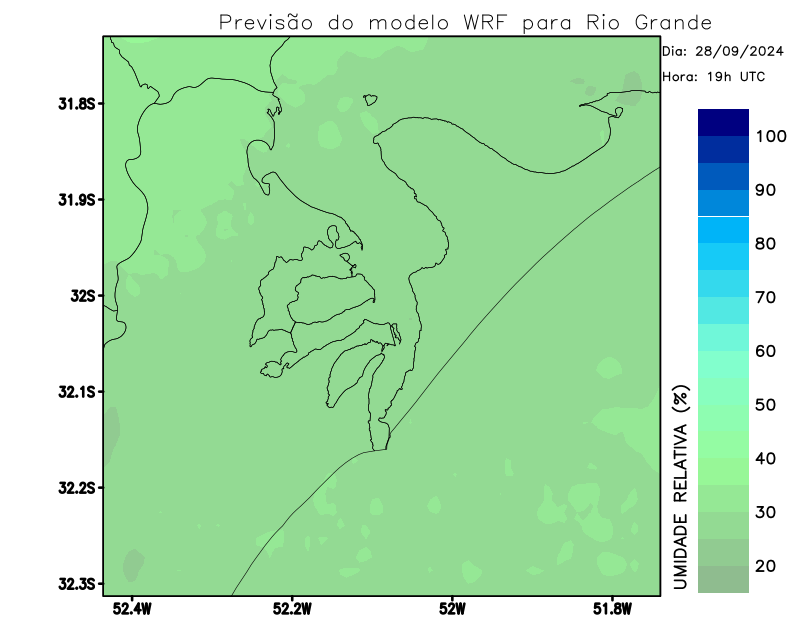 Previsão do modelo WRF para Rio Grande
Dia: 28/09/2024
Hora: 19h UTC
31.8S
31.9S
32S
32.1S
32.2S
32.3S
52.4W
52.2W
52W
51.8W
UMIDADE RELATIVA (%)
100
90
80
70
60
50
40
30
20